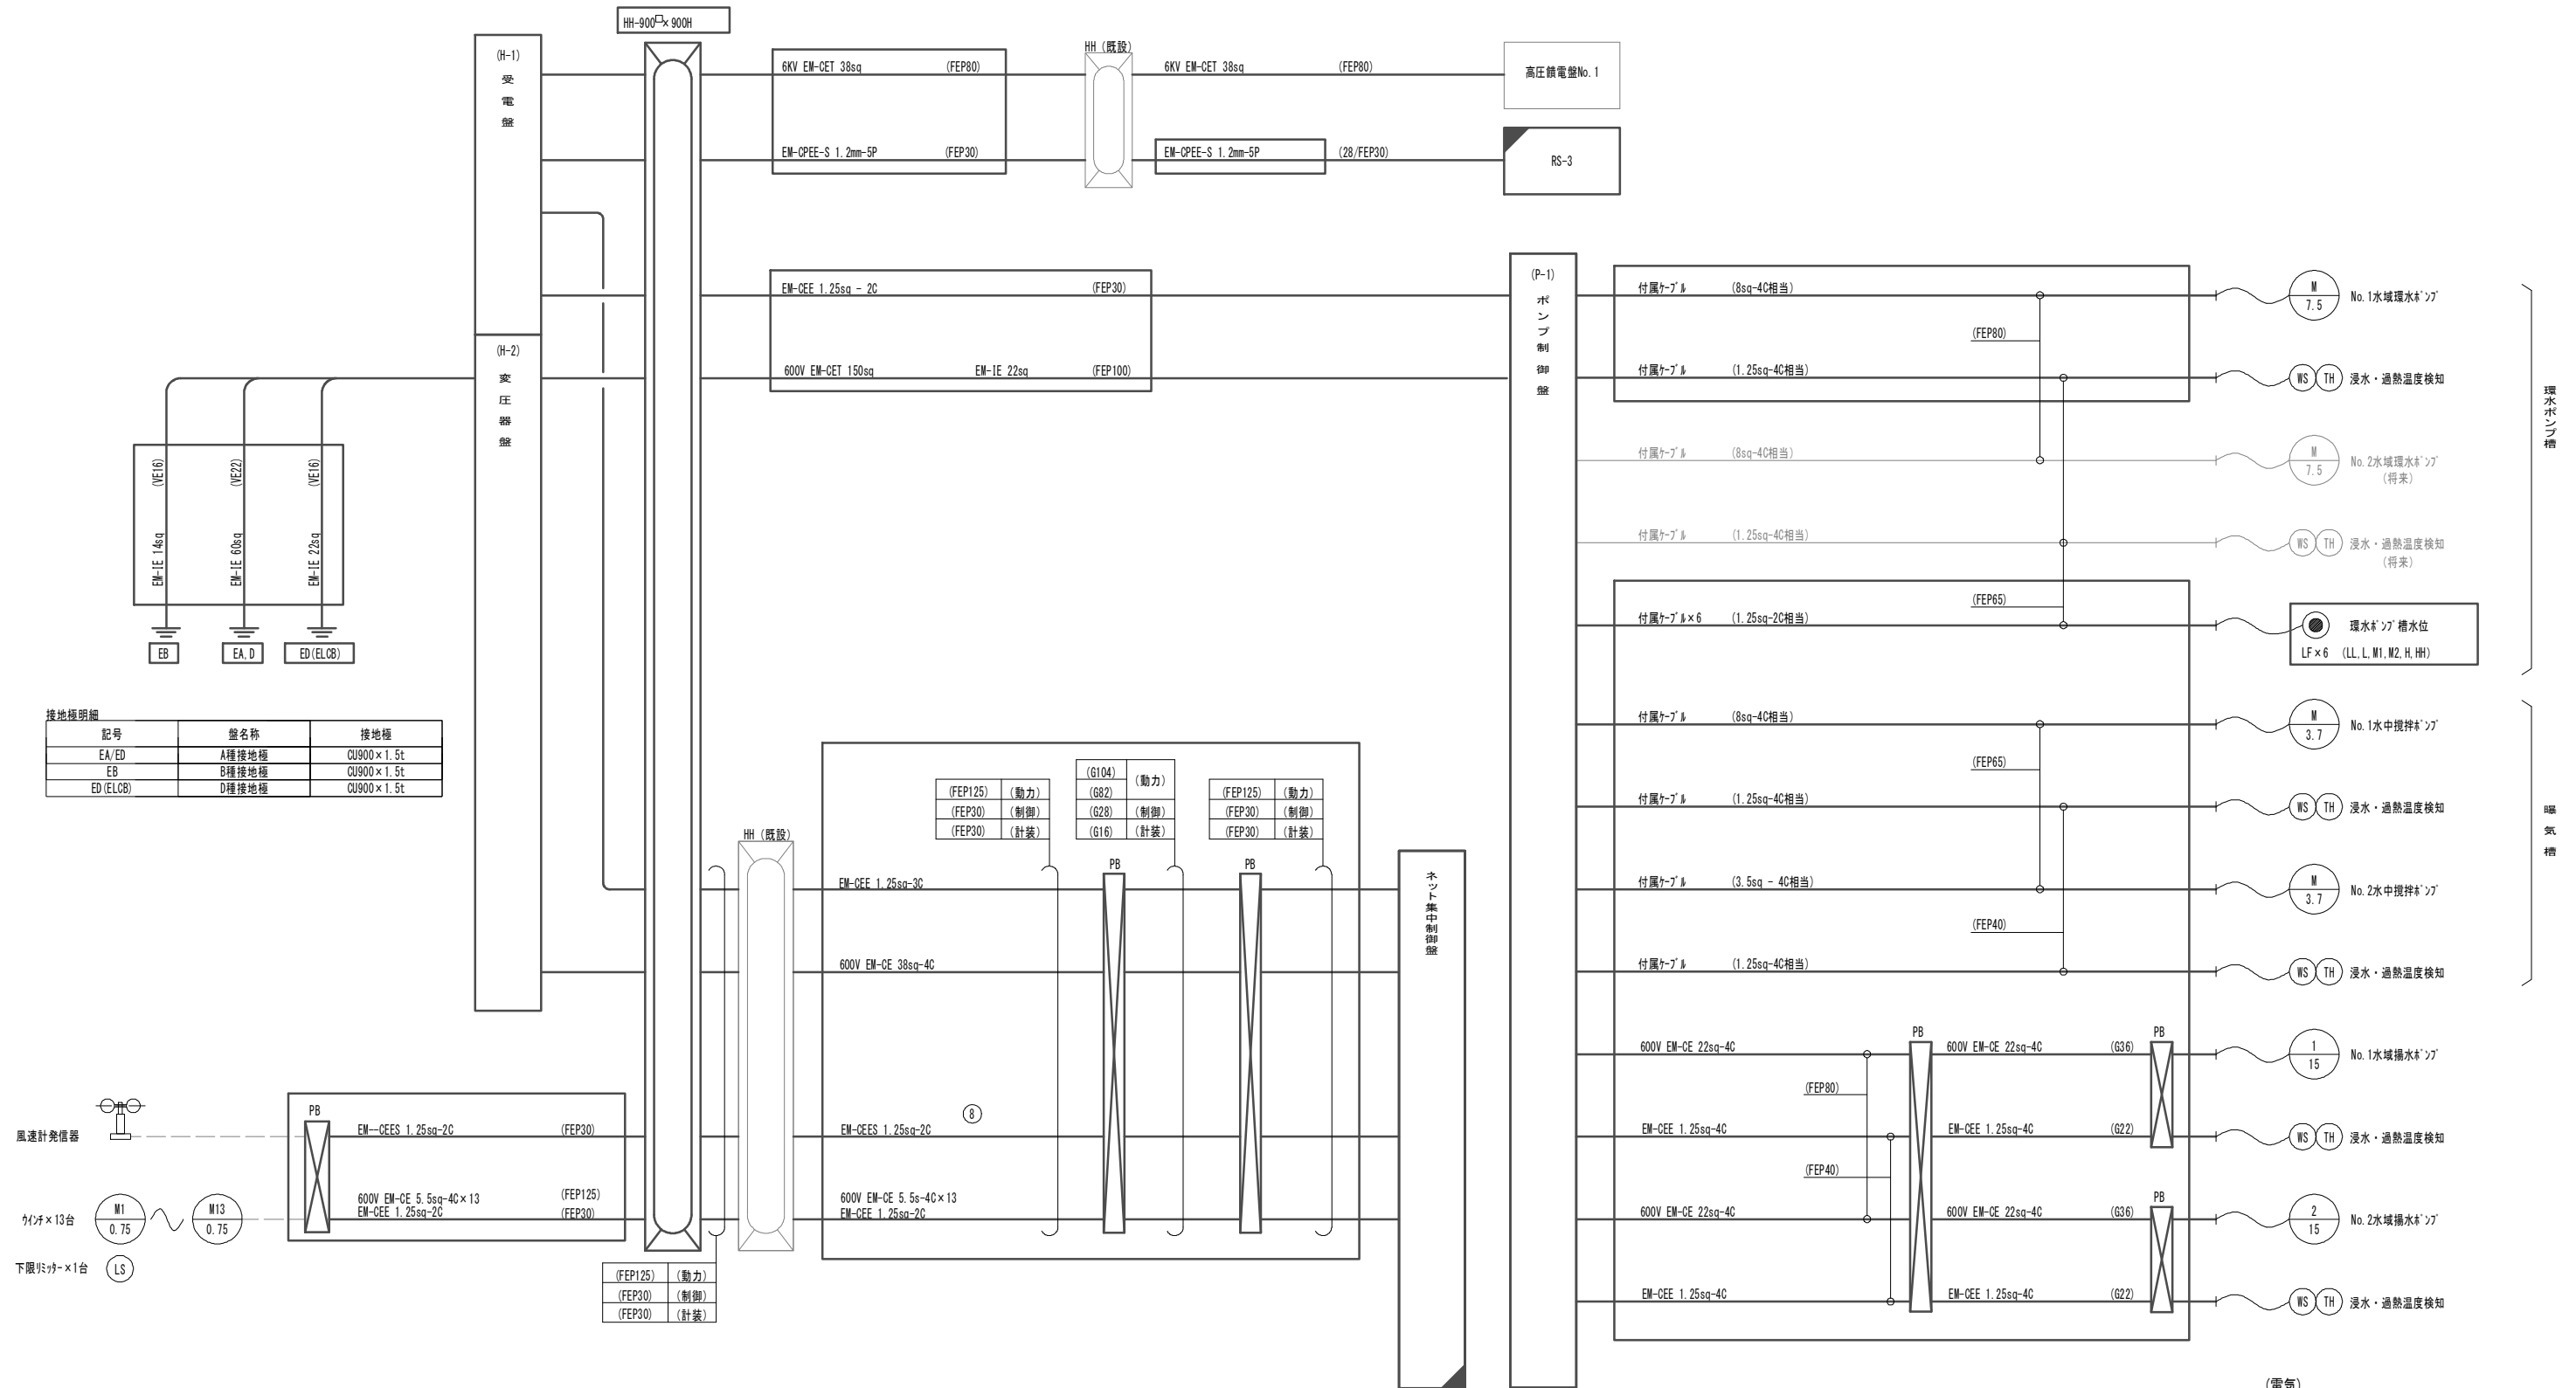 HH-900□×900H
(H-1)
受電盤
6KV EM-CET 38sq (FEP80)
HH（既設）
6KV EM-CET 38sq (FEP80)
高圧饋電盤No.1
EM-CPEE-S 1.2mm-5P (FEP30)
EM-CPEE-S 1.2mm-5P (28/FEP30)
RS-3
EM-CEE 1.25sq - 2C (FEP30)
(H-2)
変圧器盤
600V EM-CET 150sq EM-IE 22sq (FEP100)
(P-1)
ポンプ制御盤
付属ｹｰﾌﾞﾙ (8sq-4C相当)
(FEP80)
M
7.5
No.1水域環水ﾎﾟﾝﾌﾟ
付属ｹｰﾌﾞﾙ (1.25sq-4C相当)
WS TH 浸水・過熱温度検知
付属ｹｰﾌﾞﾙ (8sq-4C相当)
M
7.5
No.2水域環水ﾎﾟﾝﾌﾟ
（将来）
付属ｹｰﾌﾞﾙ (1.25sq-4C相当)
WS TH 浸水・過熱温度検知
（将来）
(FEP65)
付属ｹｰﾌﾞﾙ×6 (1.25sq-2C相当)
環水ﾎﾟﾝﾌﾟ槽水位
LF×6 (LL,L,M1,M2,H,HH)
環水ポンプ槽
付属ｹｰﾌﾞﾙ (8sq-4C相当)
(FEP65)
M
3.7
No.1水中撹拌ﾎﾟﾝﾌﾟ
付属ｹｰﾌﾞﾙ (1.25sq-4C相当)
WS TH 浸水・過熱温度検知
付属ｹｰﾌﾞﾙ (3.5sq - 4C相当)
M
3.7
No.2水中撹拌ﾎﾟﾝﾌﾟ
(FEP40)
付属ｹｰﾌﾞﾙ (1.25sq-4C相当)
WS TH 浸水・過熱温度検知
曝気槽
PB
PB
600V EM-CE 22sq-4C
600V EM-CE 22sq-4C (G36)
1
15
No.1水域揚水ﾎﾟﾝﾌﾟ
(FEP80)
EM-CEE 1.25sq-4C
EM-CEE 1.25sq-4C (G22)
WS TH 浸水・過熱温度検知
(FEP40)
PB
600V EM-CE 22sq-4C
600V EM-CE 22sq-4C (G36)
2
15
No.2水域揚水ﾎﾟﾝﾌﾟ
EM-CEE 1.25sq-4C
EM-CEE 1.25sq-4C (G22)
WS TH 浸水・過熱温度検知
(VE16) (VE22) (VE16)
EM-IE 14sq EM-IE 60sq EM-IE 22sq
EB EA,D ED(ELCB)
接地極明細
記号 盤名称 接地極
EA/ED A種接地極 CU900×1.5t
EB B種接地極 CU900×1.5t
ED(ELCB) D種接地極 CU900×1.5t
HH（既設）
(FEP125) (動力)
(FEP30) (制御)
(FEP30) (計装)
(G104) (動力)
(G82)
(G28) (制御)
(G16) (計装)
(FEP125) (動力)
(FEP30) (制御)
(FEP30) (計装)
PB
PB
EM-CEE 1.25sq-3C
600V EM-CE 38sq-4C
⑧
EM-CEES 1.25sq-2C
600V EM-CE 5.5s-4C×13
EM-CEE 1.25sq-2C
ネット集中制御盤
風速計発信器
PB
EM--CEES 1.25sq-2C (FEP30)
600V EM-CE 5.5sq-4C×13 (FEP125)
EM-CEE 1.25sq-2C (FEP30)
ｳｲﾝﾁ×13台
M1
0.75
M13
0.75
下限ﾘﾐｯﾀｰ×1台 LS
(FEP125) (動力)
(FEP30) (制御)
(FEP30) (計装)
(電気)